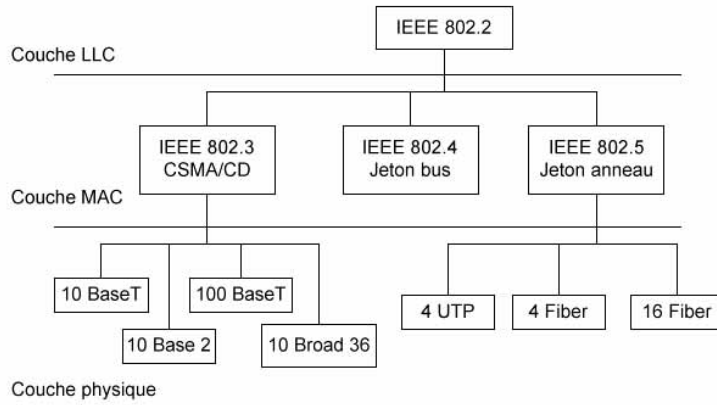 IEEE 802.2
Couche LLC
IEEE 802.3
CSMA/CD
IEEE 802.4
Jeton bus
IEEE 802.5
Jeton anneau
Couche MAC
10 BaseT
100 BaseT
4 UTP
4 Fiber
16 Fiber
10 Base 2
10 Broad 36
Couche physique